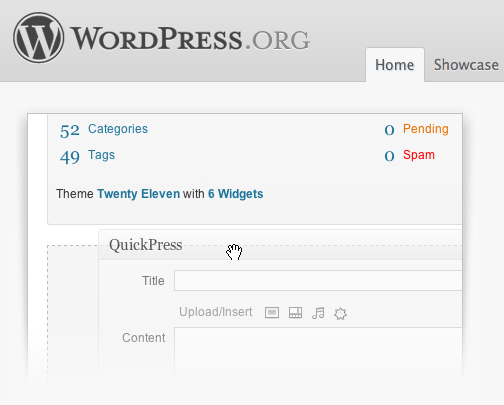 WORDPRESS.ORG
Home Showcase
52 Categories 0 Pending
49 Tags 0 Spam
Theme Twenty Eleven with 6 Widgets
QuickPress
Title
Upload/Insert
Content